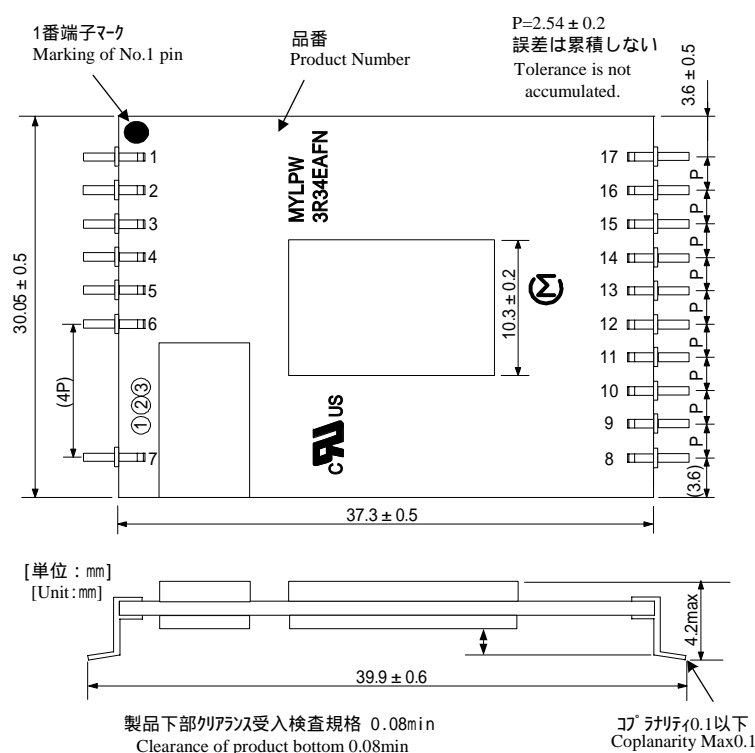 1番端子マーク
Marking of No.1 pin
品番
Product Number
P=2.54 ± 0.2
誤差は累積しない
Tolerance is not
accumulated.
3.6 ± 0.5
30.05 ± 0.5
1
2
3
4
5
6
7
(4P)
①②③
MYLPW
3R34EAFN
10.3 ± 0.2
C US
17
16
15
14
13
12
11
10
9
8
P
P
P
P
P
P
P
P
P
(3.6)
37.3 ± 0.5
[単位：mm]
[Unit:mm]
4.2max
39.9 ± 0.6
製品下部クリアランス受入検査規格 0.08min
Clearance of product bottom 0.08min
コプラナリティ0.1以下
Coplanarity Max0.1